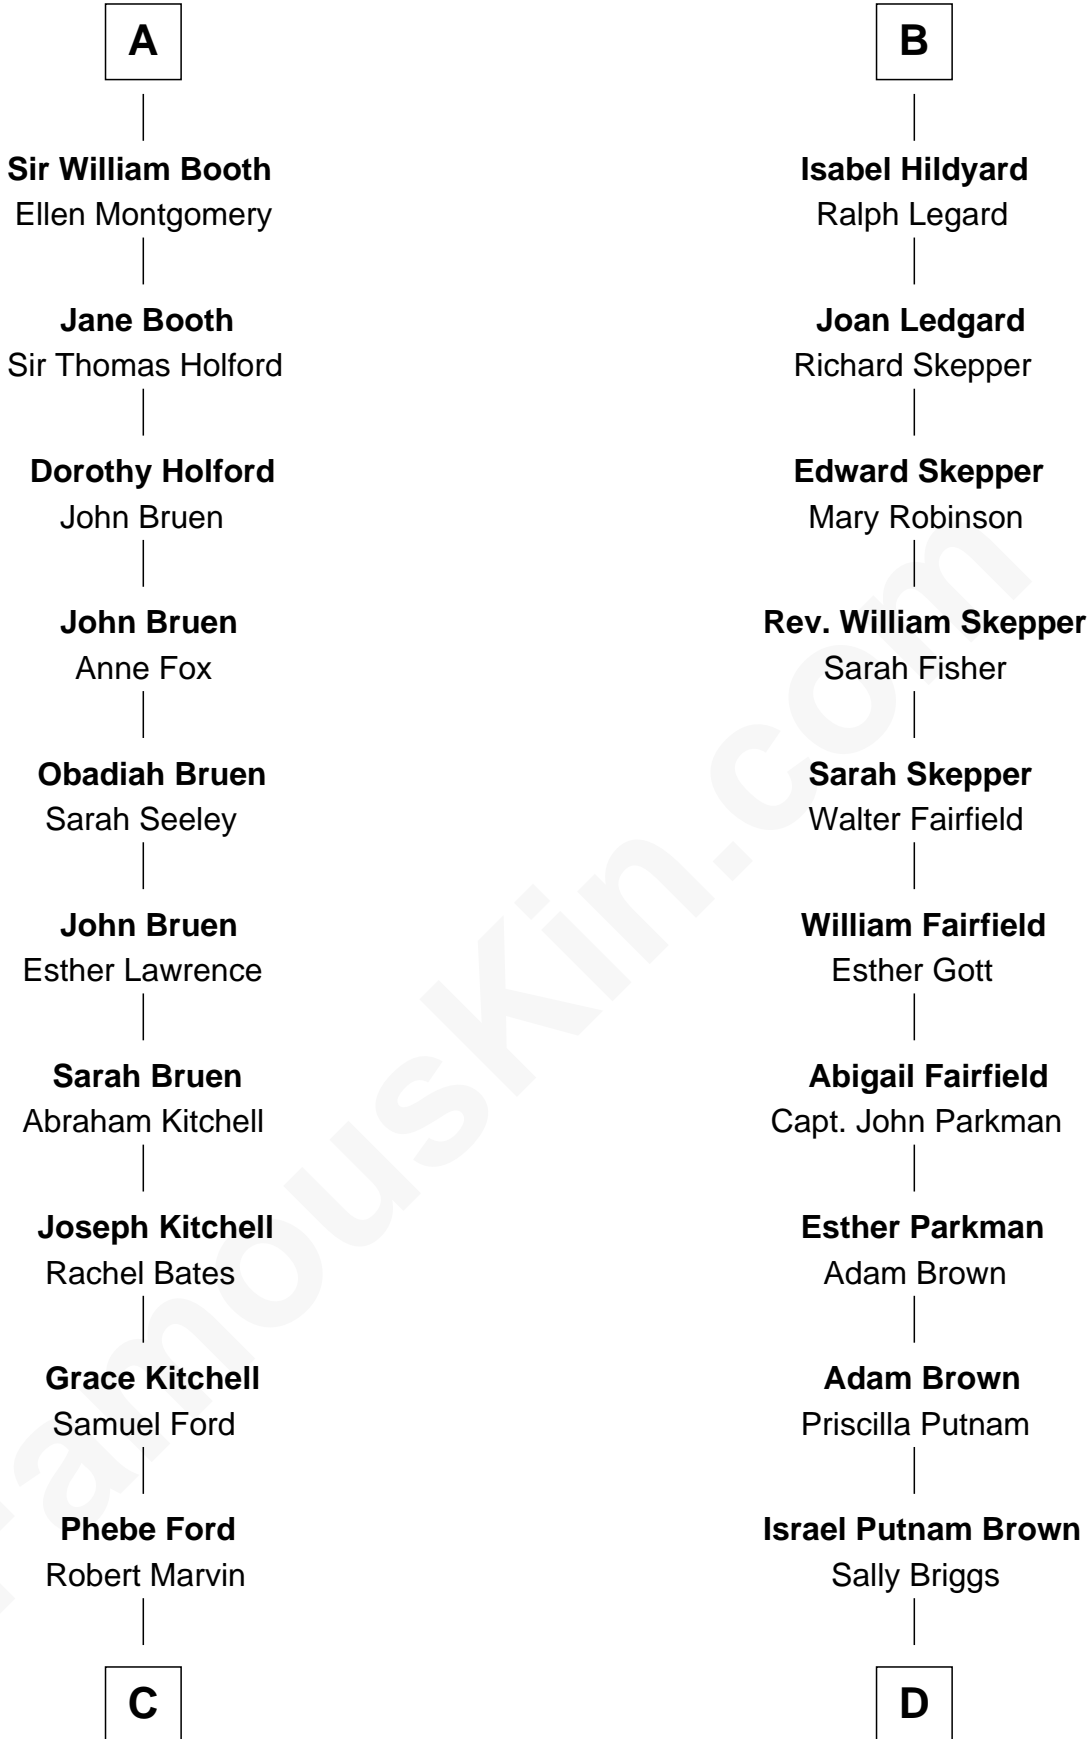 A
Sir William Booth
Ellen Montgomery
Jane Booth
Sir Thomas Holford
Dorothy Holford
John Bruen
John Bruen
Anne Fox
Obadiah Bruen
Sarah Seeley
John Bruen
Esther Lawrence
Sarah Bruen
Abraham Kitchell
Joseph Kitchell
Rachel Bates
Grace Kitchell
Samuel Ford
Phebe Ford
Robert Marvin
C
B
Isabel Hildyard
Ralph Legard
Joan Ledgard
Richard Skepper
Edward Skepper
Mary Robinson
Rev. William Skepper
Sarah Fisher
Sarah Skepper
Walter Fairfield
William Fairfield
Esther Gott
Abigail Fairfield
Capt. John Parkman
Esther Parkman
Adam Brown
Adam Brown
Priscilla Putnam
Israel Putnam Brown
Sally Briggs
D
FamousKin.com